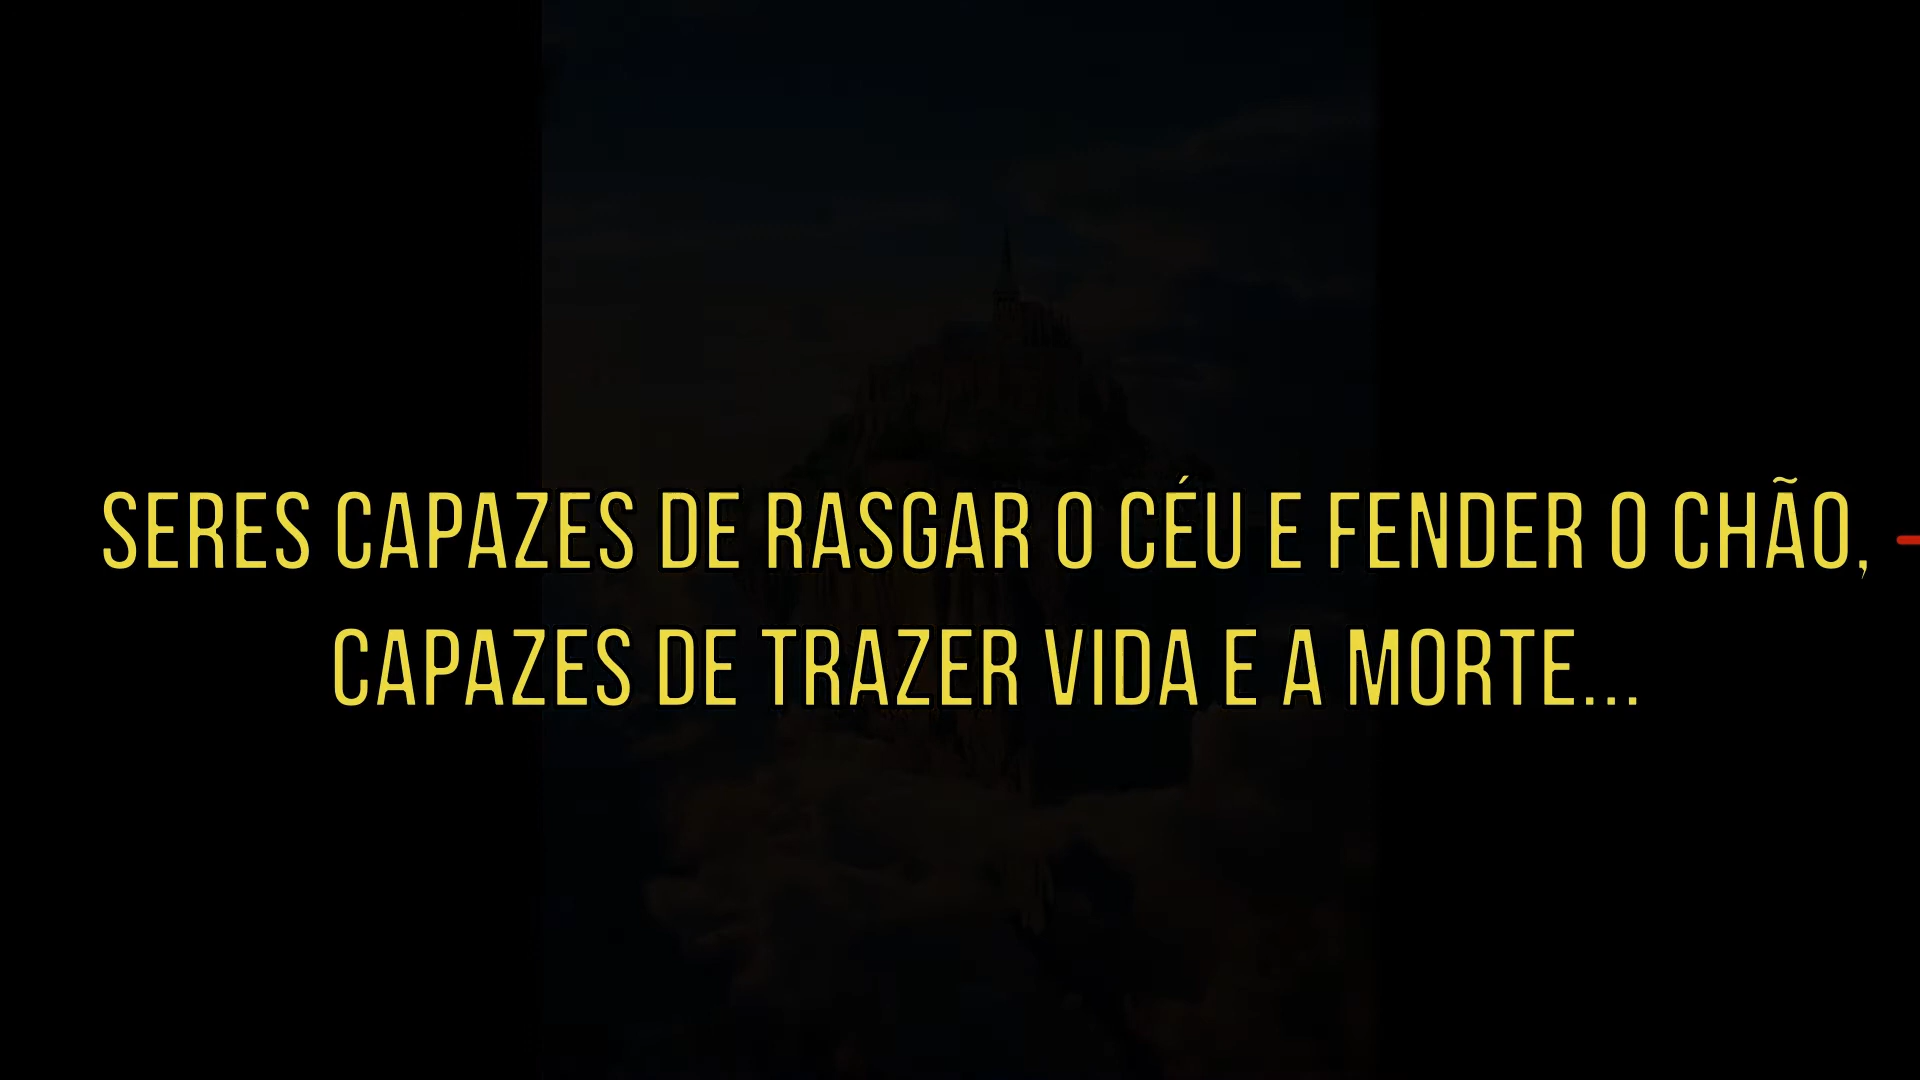 SERES CAPAZES DE RASGAR O CÉU E FENDER O CHÃO,
CAPAZES DE TRAZER VIDA E A MORTE...